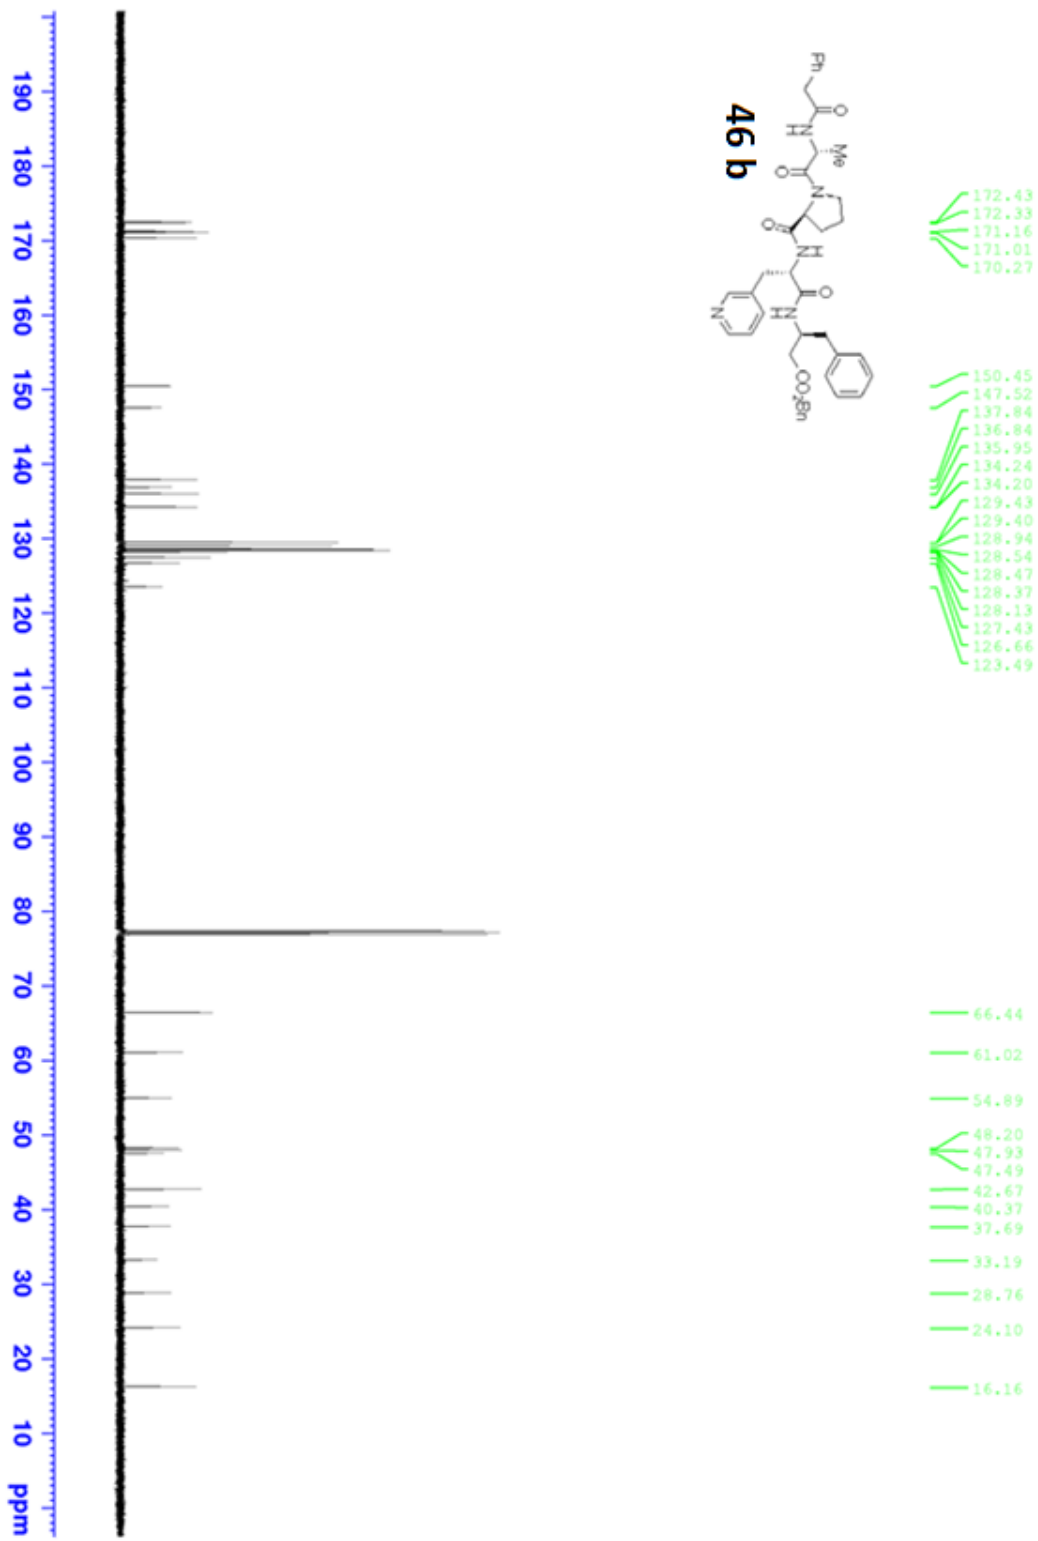 172.43
172.33
171.16
171.01
170.27
150.45
147.52
137.84
136.84
135.95
134.24
134.20
129.43
129.40
128.94
128.54
128.47
128.37
128.13
127.43
126.66
123.49
66.44
61.02
54.89
48.20
47.93
47.49
42.67
40.37
37.69
33.19
28.76
24.10
16.16
Ph
O
N
H
Me
O
N
O
H
N
N
O
N
H
CO2Bn
46 b
190 180 170 160 150 140 130 120 110 100 90 80 70 60 50 40 30 20 10 ppm